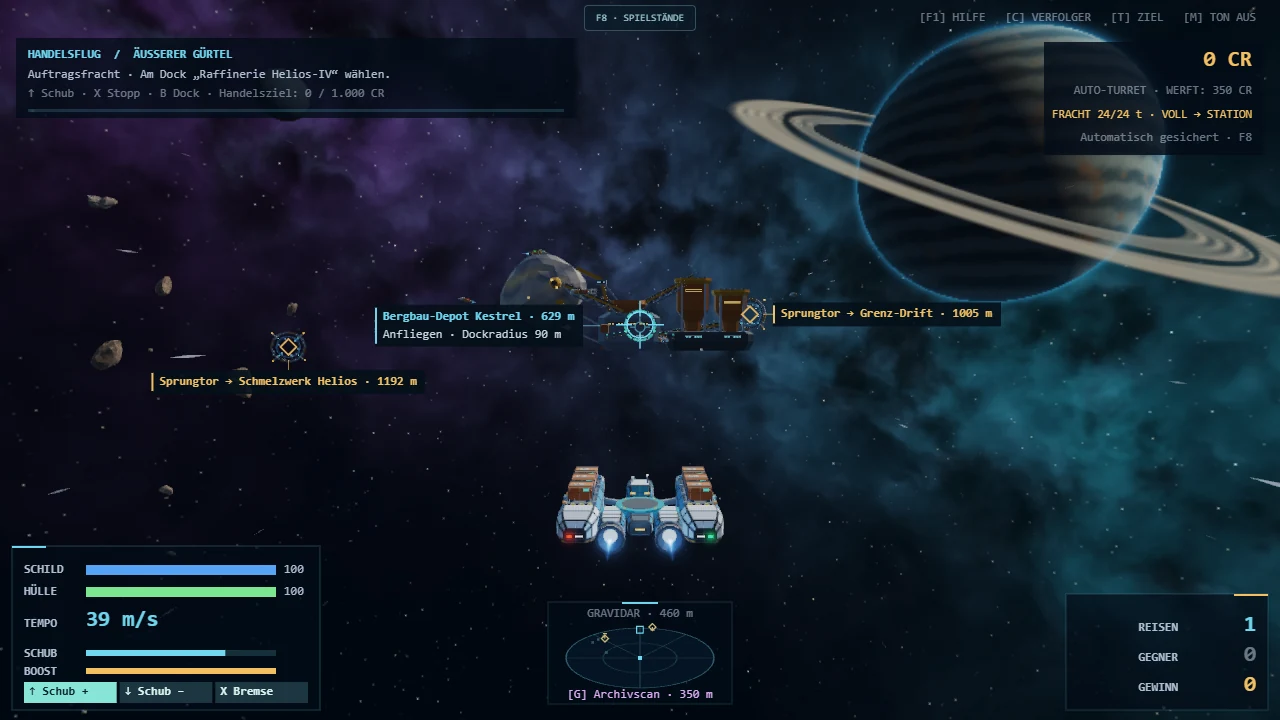 F8 · SPIELSTÄNDE
[F1] HILFE [C] VERFOLGER [T] ZIEL [M] TON AUS
HANDELSFLUG / ÄUSSERER GÜRTEL
Auftragsfracht · Am Dock „Raffinerie Helios-IV“ wählen.
↑ Schub · X Stopp · B Dock · Handelsziel: 0 / 1.000 CR
0 CR
AUTO-TURRET · WERFT: 350 CR
FRACHT 24/24 t · VOLL → STATION
Automatisch gesichert · F8
Bergbau-Depot Kestrel · 629 m
Anfliegen · Dockradius 90 m
Sprungtor → Grenz-Drift · 1005 m
Sprungtor → Schmelzwerk Helios · 1192 m
SCHILD 100
HÜLLE 100
TEMPO 39 m/s
SCHUB
BOOST
↑ Schub + ↓ Schub − X Bremse
GRAVIDAR · 460 m
[G] Archivscan · 350 m
REISEN 1
GEGNER 0
GEWINN 0